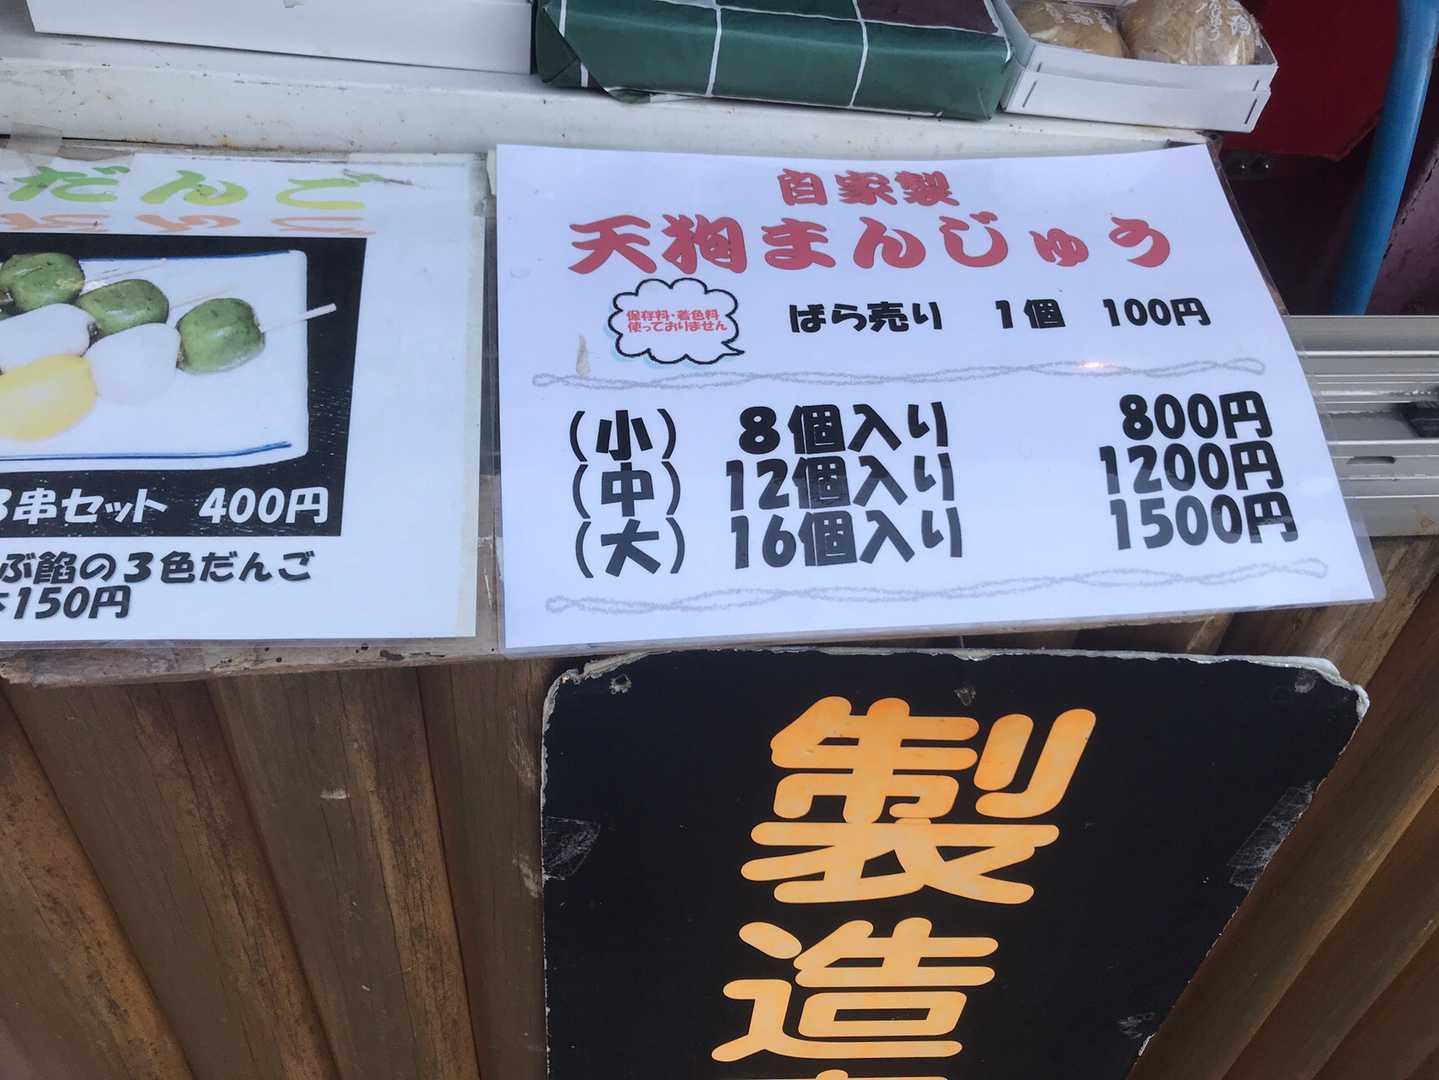 だんご
3串セット 400円
ぶ餡の3色だんご
150円
自家製
天狗まんじゅう
保存料・着色料
使っておりません
ばら売り 1個 100円
(小) 8個入り 800円
(中) 12個入り 1200円
(大) 16個入り 1500円
製
造